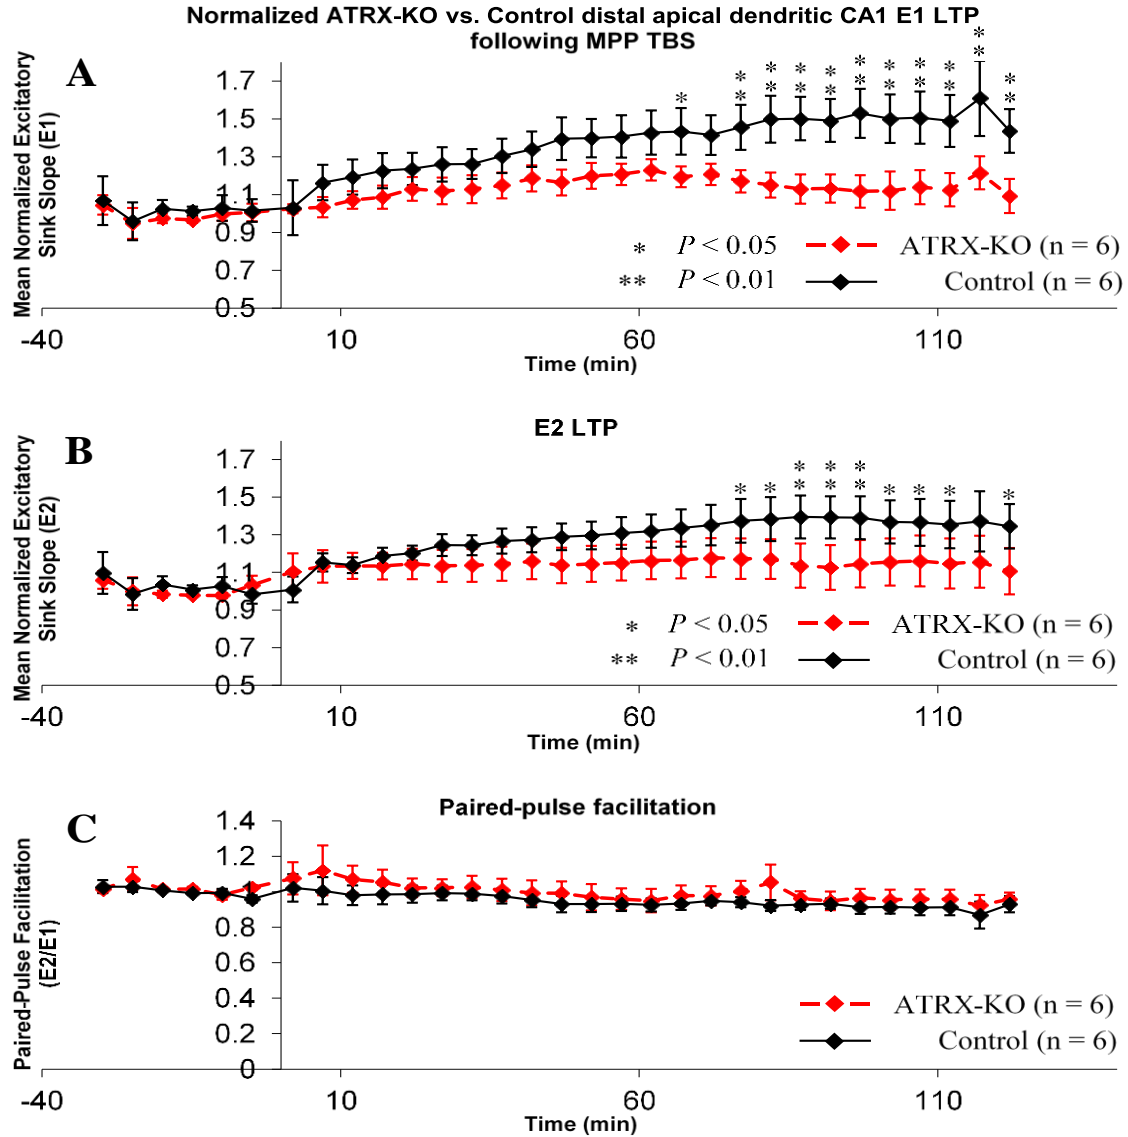 Normalized ATRX-KO vs. Control distal apical dendritic CA1 E1 LTP
following MPP TBS
A
Mean Normalized Excitatory
Sink Slope (E1)
1.7
1.5
1.3
1.1
0.9
0.7
0.5
* ** ** ** ** ** ** ** ** ** **
* P < 0.05
** P < 0.01
ATRX-KO (n = 6)
Control (n = 6)
-40 10 60 110
Time (min)
E2 LTP
B
Mean Normalized Excitatory
Sink Slope (E2)
1.7
1.5
1.3
1.1
0.9
0.7
0.5
* * ** ** ** * * * *
* P < 0.05
** P < 0.01
ATRX-KO (n = 6)
Control (n = 6)
-40 10 60 110
Time (min)
Paired-pulse facilitation
C
Paired-Pulse Facilitation
(E2/E1)
1.4
1.2
1
0.8
0.6
0.4
0.2
0
ATRX-KO (n = 6)
Control (n = 6)
-40 10 60 110
Time (min)